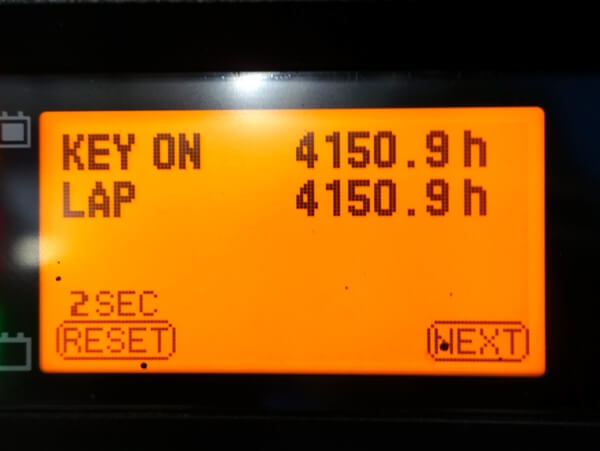 KEY ON 4150.9 h
LAP 4150.9 h
2SEC
RESET NEXT